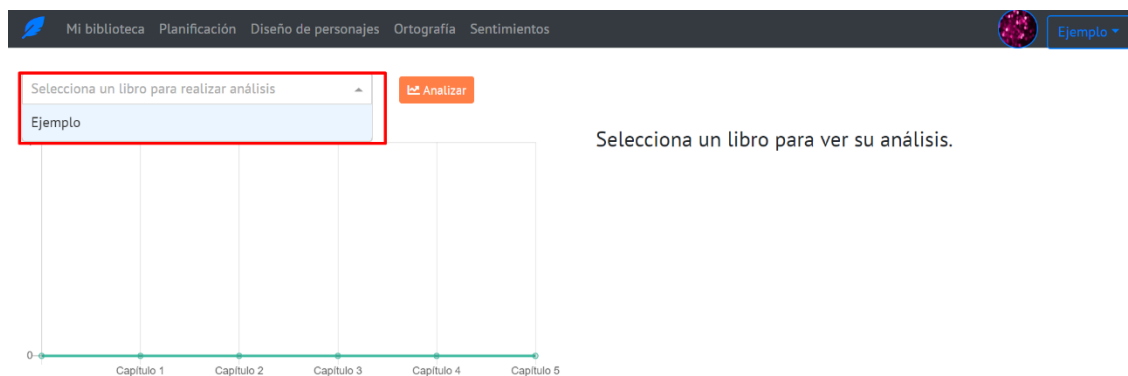 Mi biblioteca Planificación Diseño de personajes Ortografía Sentimientos Ejemplo
Selecciona un libro para realizar análisis Analizar
Ejemplo
Selecciona un libro para ver su análisis.
0
Capítulo 1 Capítulo 2 Capítulo 3 Capítulo 4 Capítulo 5